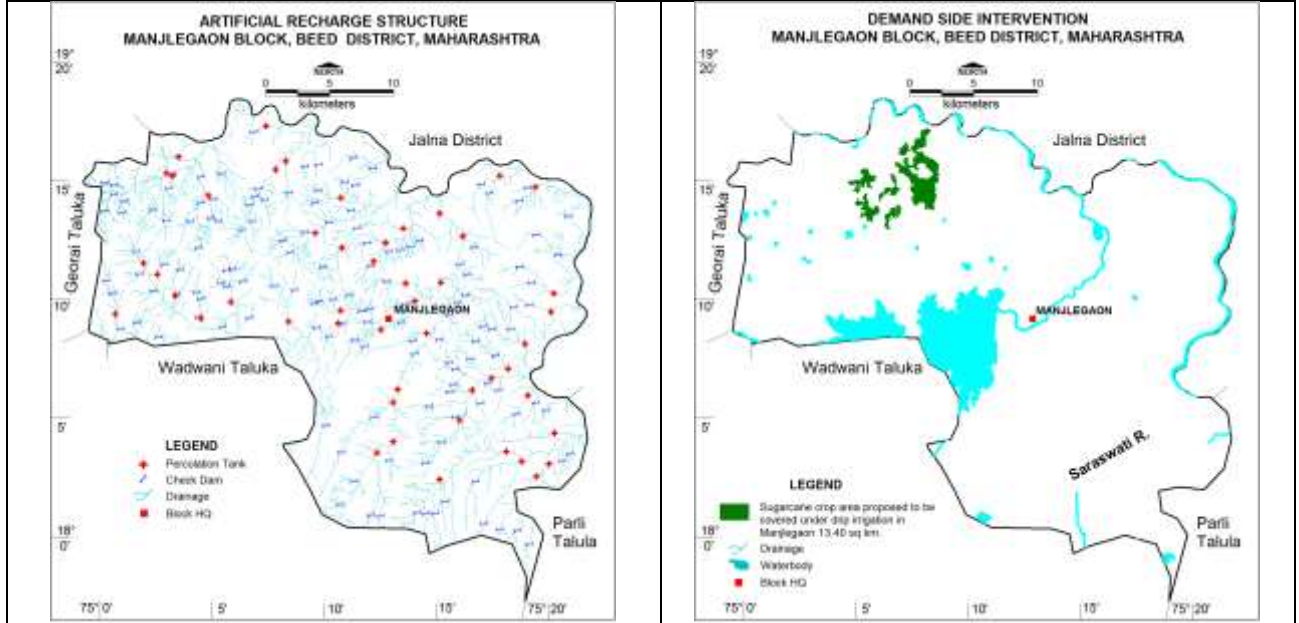 ARTIFICIAL RECHARGE STRUCTURE
MANJLEGAON BLOCK, BEED DISTRICT, MAHARASHTRA
19°
20'
NORTH
0 5 10
kilometers
Jalna District
15'
Georai Taluka
10'
MANJLEGAON
Wadwani Taluka
5'
LEGEND
Percolation Tank
Check Dam
Drainage
Block HQ
Parli
Talula
18°
0'
75° 0' 5' 10' 15' 75° 20'
DEMAND SIDE INTERVENTION
MANJLEGAON BLOCK, BEED DISTRICT, MAHARASHTRA
19°
20'
NORTH
0 5 10
kilometers
Jalna District
15'
Georai Taluka
10'
MANJLEGAON
Wadwani Taluka
5'
Saraswati R.
LEGEND
Sugarcane crop area proposed to be
covered under drip irrigation in
Manjlegaon 13.40 sq km.
Drainage
Waterbody
Block HQ
Parli
Talula
18°
0'
75° 0' 5' 10' 15' 75° 20'